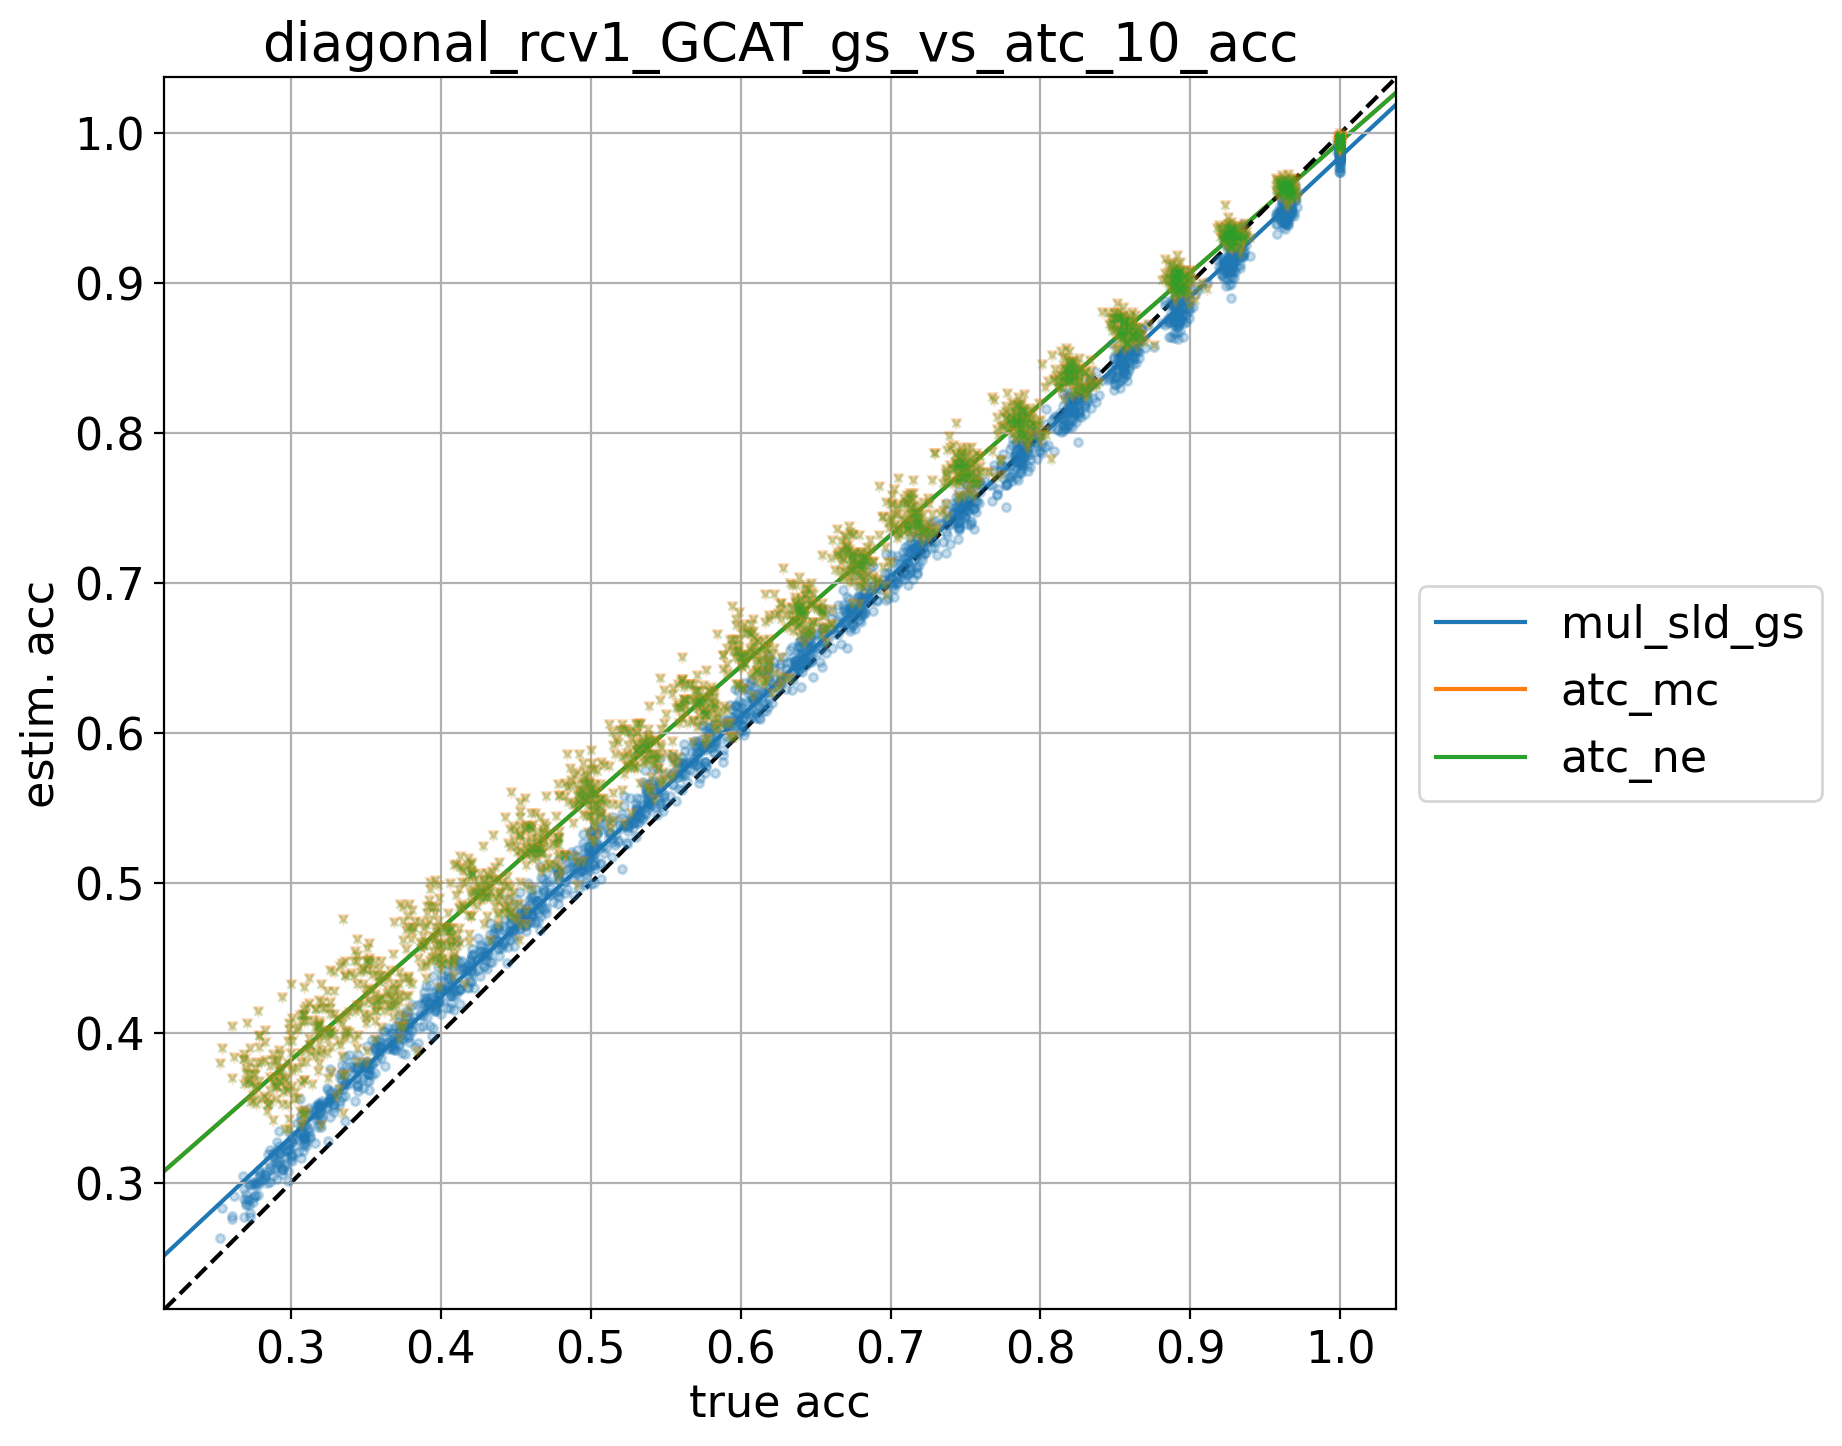 diagonal_rcv1_GCAT_gs_vs_atc_10_acc
1.0
0.9
0.8
0.7
0.6
0.5
0.4
0.3
estim. acc
0.3 0.4 0.5 0.6 0.7 0.8 0.9 1.0
true acc
mul_sld_gs
atc_mc
atc_ne